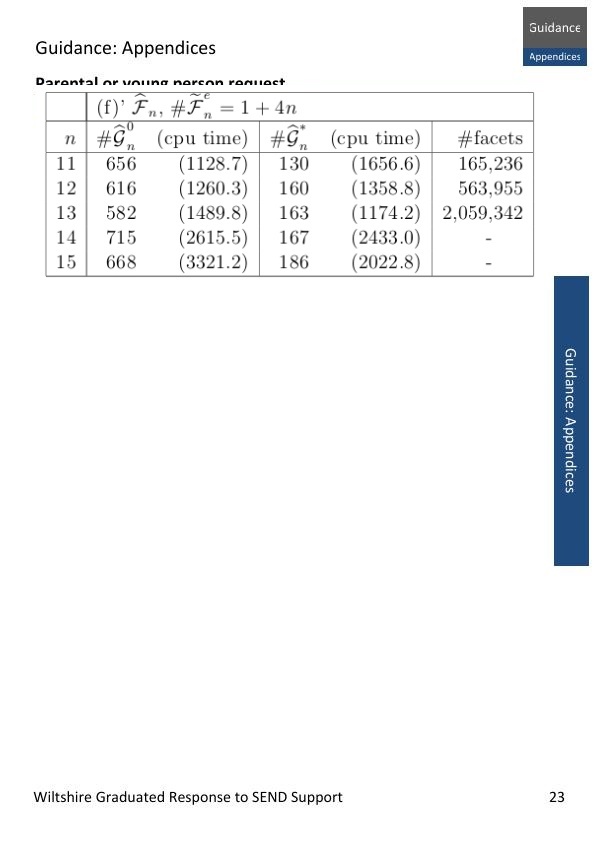 Guidance: Appendices
Guidance
Appendices
Parental or young person request
(f)' $\widehat{\mathcal{F}}_n$, #$\widetilde{\mathcal{F}}_n^e$ = 1 + 4n
n #$\widehat{\mathcal{G}}_n^0$ (cpu time) #$\widehat{\mathcal{G}}_n^*$ (cpu time) #facets
11 656 (1128.7) 130 (1656.6) 165,236
12 616 (1260.3) 160 (1358.8) 563,955
13 582 (1489.8) 163 (1174.2) 2,059,342
14 715 (2615.5) 167 (2433.0) -
15 668 (3321.2) 186 (2022.8) -
Guidance: Appendices
Wiltshire Graduated Response to SEND Support 23